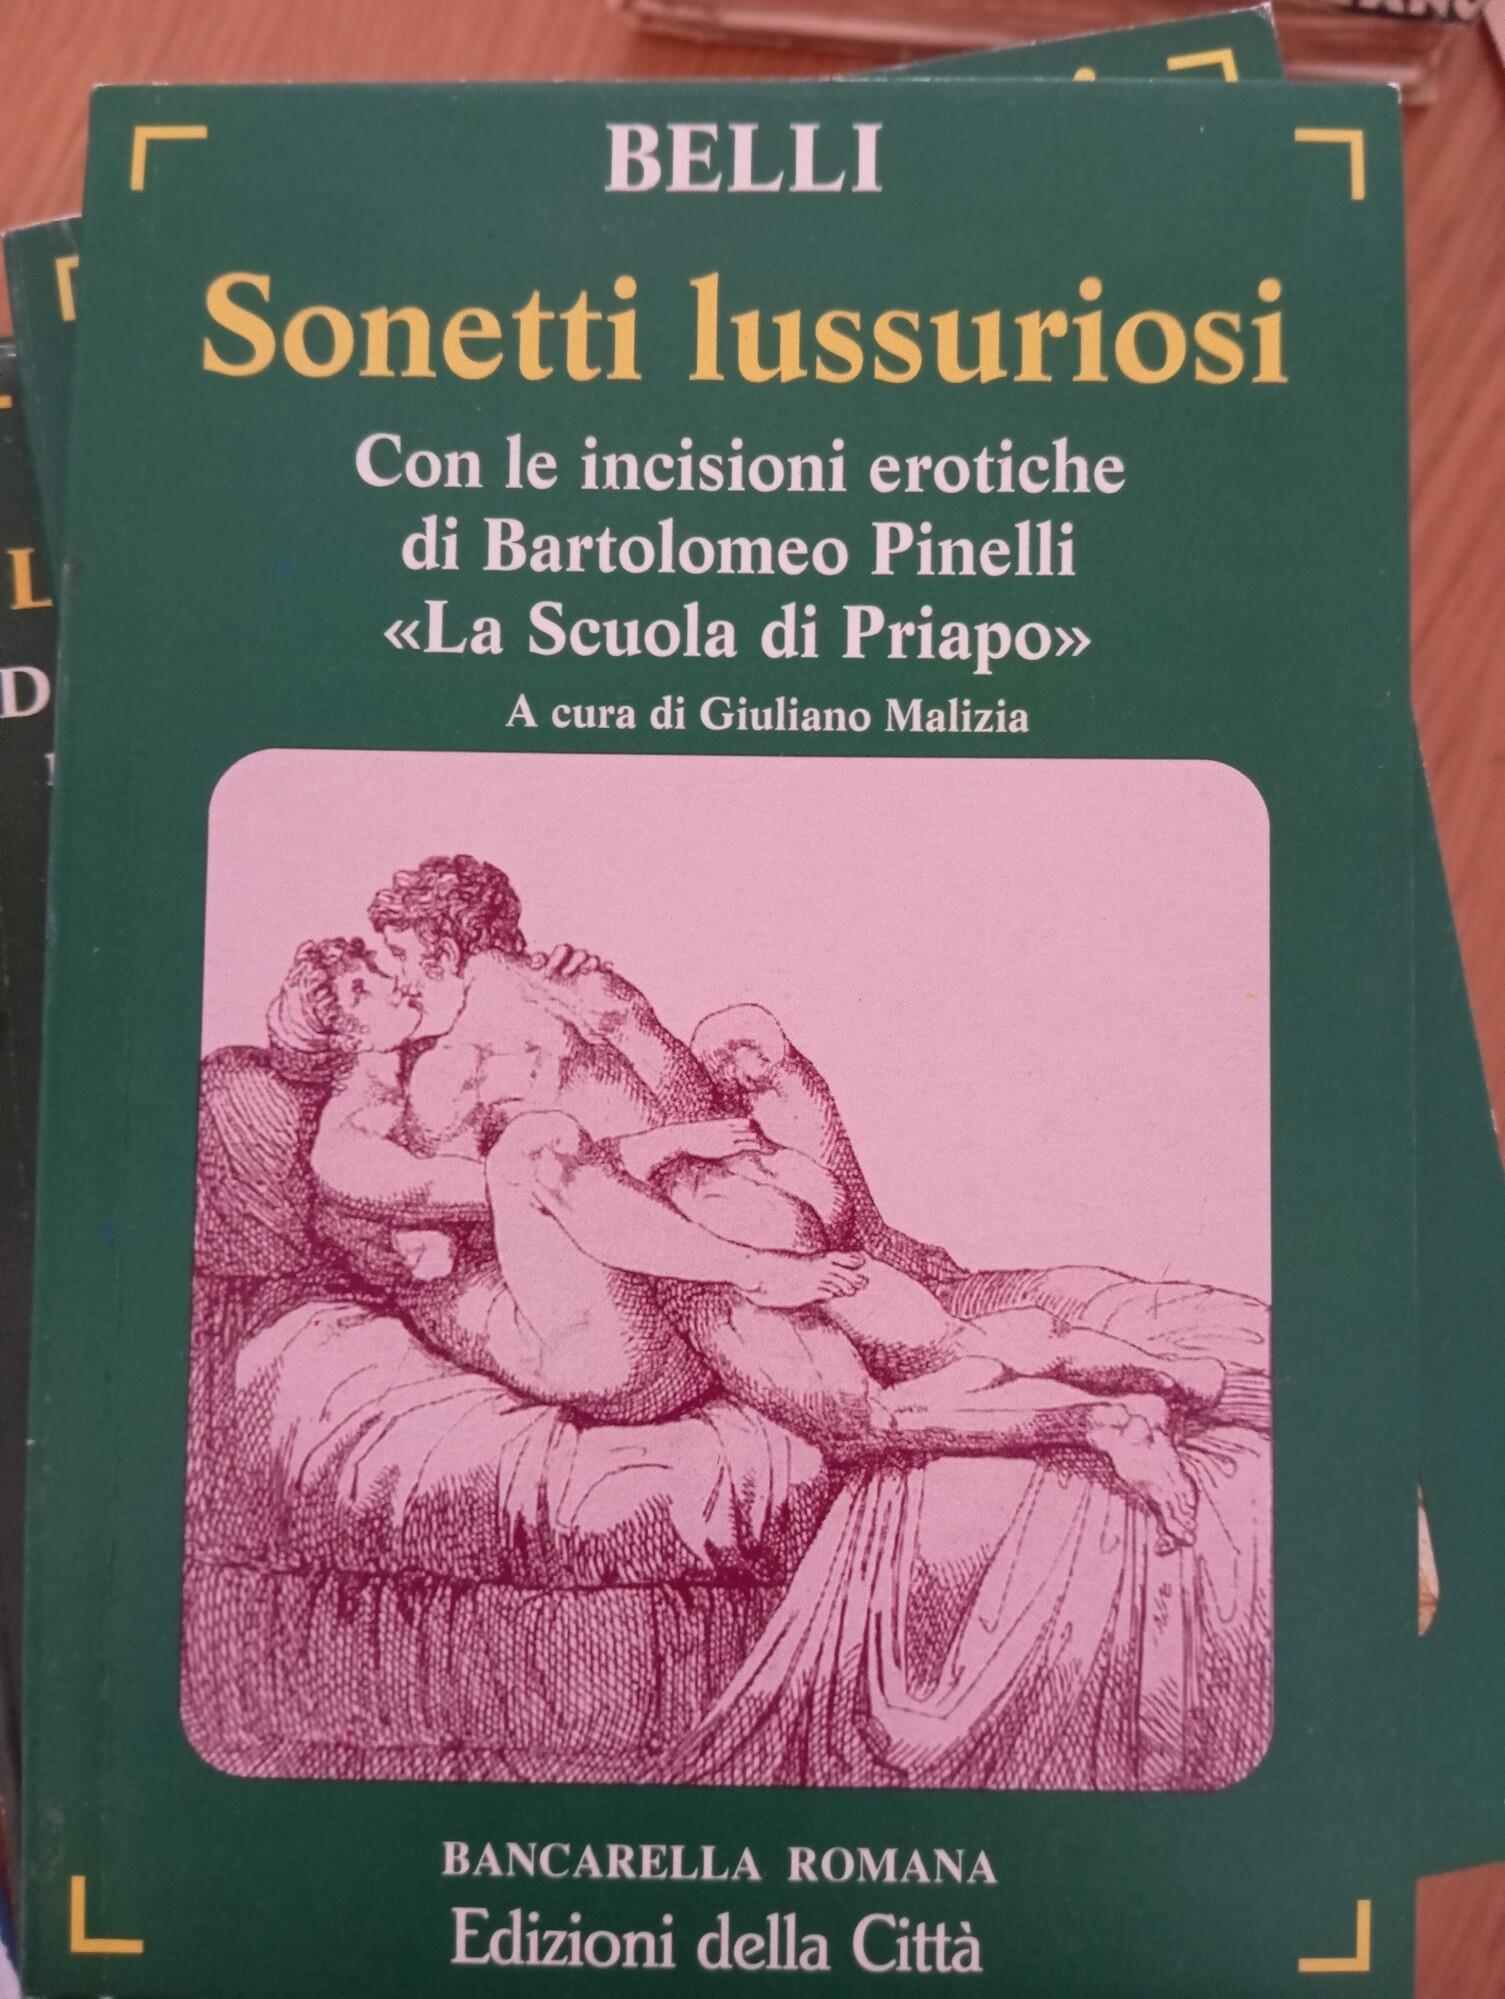 BELLI
Sonetti lussuriosi
Con le incisioni erotiche
di Bartolomeo Pinelli
«La Scuola di Priapo»
A cura di Giuliano Malizia
BANCARELLA ROMANA
Edizioni della Città
L
D